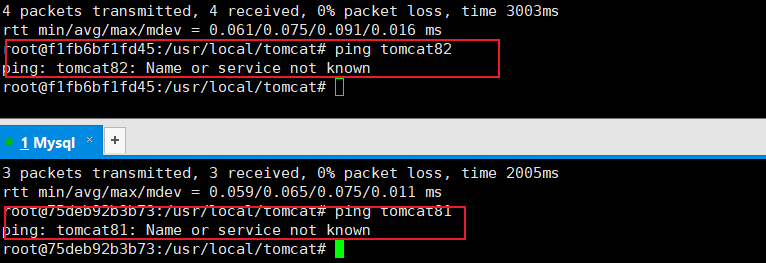 4 packets transmitted, 4 received, 0% packet loss, time 3003ms
rtt min/avg/max/mdev = 0.061/0.075/0.091/0.016 ms
root@f1fb6bf1fd45:/usr/local/tomcat# ping tomcat82
ping: tomcat82: Name or service not known
root@f1fb6bf1fd45:/usr/local/tomcat#
1 Mysql × +
3 packets transmitted, 3 received, 0% packet loss, time 2005ms
rtt min/avg/max/mdev = 0.059/0.065/0.075/0.011 ms
root@75deb92b3b73:/usr/local/tomcat# ping tomcat81
ping: tomcat81: Name or service not known
root@75deb92b3b73:/usr/local/tomcat#